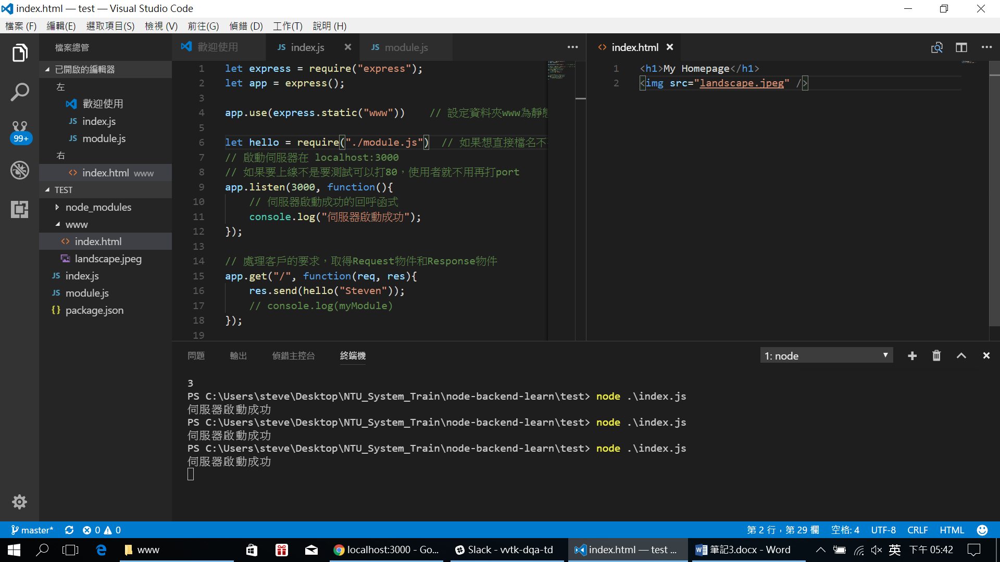 index.html — test — Visual Studio Code
檔案 (F) 編輯(E) 選取項目(S) 檢視 (V) 前往(G) 偵錯 (D) 工作(T) 說明 (H)
檔案總管
已開啟的編輯器
左
歡迎使用
JS index.js
JS module.js
右
<> index.html www
TEST
node_modules
www
<> index.html
landscape.jpeg
JS index.js
JS module.js
{} package.json
99+
歡迎使用 JS index.js JS module.js
1 let express = require("express");
2 let app = express();
3
4 app.use(express.static("www")) // 設定資料夾www為靜態
5
6 let hello = require("./module.js") // 如果想直接檔名不
7 // 啟動伺服器在 localhost:3000
8 // 如果要上線不是要測試可以打80，使用者就不用再打port
9 app.listen(3000, function(){
10 // 伺服器啟動成功的回呼函式
11 console.log("伺服器啟動成功");
12 });
13
14 // 處理客戶的要求，取得Request物件和Response物件
15 app.get("/", function(req, res){
16 res.send(hello("Steven"));
17 // console.log(myModule)
18 });
19
<> index.html
1 <h1>My Homepage</h1>
2 <img src="landscape.jpeg" />
問題 輸出 偵錯主控台 終端機 1: node
3
PS C:\Users\steve\Desktop\NTU_System_Train\node-backend-learn\test> node .\index.js
伺服器啟動成功
PS C:\Users\steve\Desktop\NTU_System_Train\node-backend-learn\test> node .\index.js
伺服器啟動成功
PS C:\Users\steve\Desktop\NTU_System_Train\node-backend-learn\test> node .\index.js
伺服器啟動成功
master* 0 0 第 2 行，第 29 欄 空格: 4 UTF-8 CRLF HTML
www localhost:3000 - Go... Slack - vvtk-dqa-td index.html — test ... 筆記3.docx - Word 英 下午 05:42